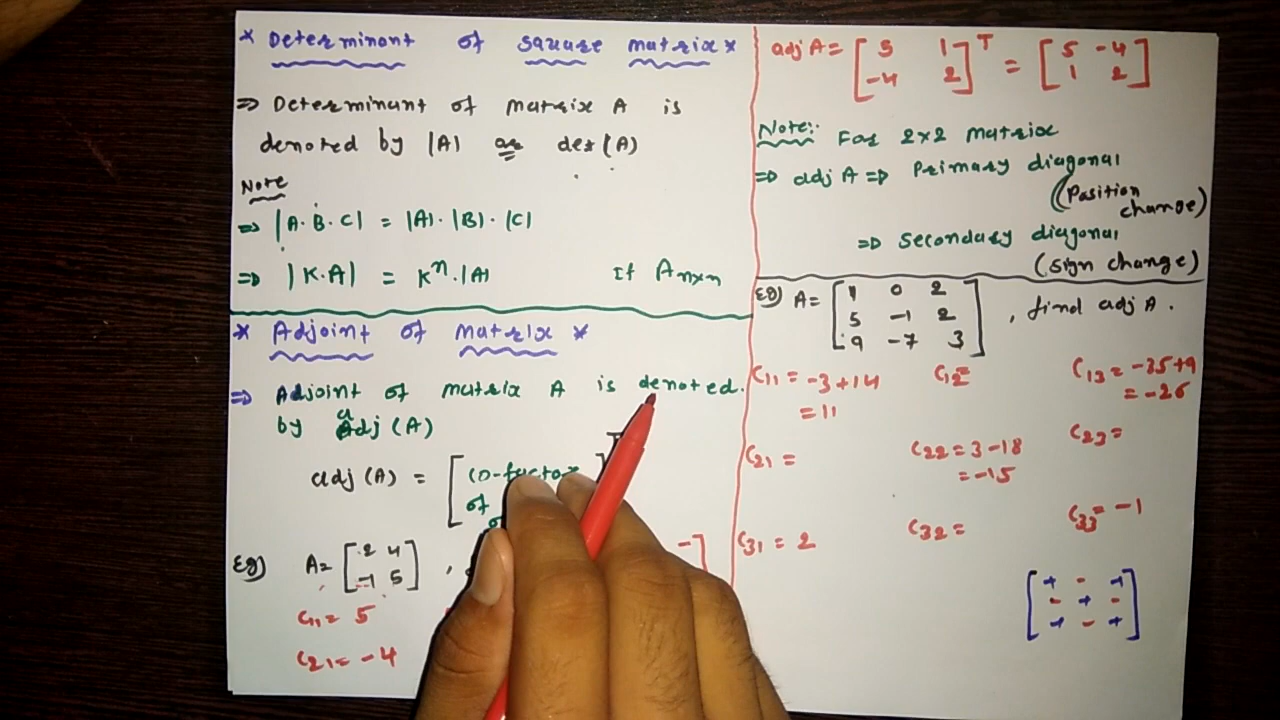 * Determinant of square matrix *
⇒ Determinant of matrix A is
denoted by |A| or det(A)
Note
⇒ |A·B·C| = |A|·|B|·|C|
⇒ |K·A| = Kⁿ·|A| If Anxn
* Adjoint of Matrix *
⇒ Adjoint of matrix A is denoted
by adj (A)
adj (A) = [co-factor
of
T
Eg) A= [2 4
-1 5] ,
C11 = 5
C21 = -4
adj A = [5 1
-4 2]ᵀ = [5 -4
1 2]
Note:- For 2x2 matrix
⇒ adj A ⇒ Primary diagonal
(Position
change)
⇒ Secondary diagonal
(sign change)
Eg) A= [1 0 2
5 -1 2
9 -7 3] , find adj A.
C11 = -3+14 C12= C13 = -35+9
= 11 = -26
C21 = C22 = 3-18 C23=
= -15
C31 = 2 C32 = C33= -1
[+ - +
- + -
+ - +]